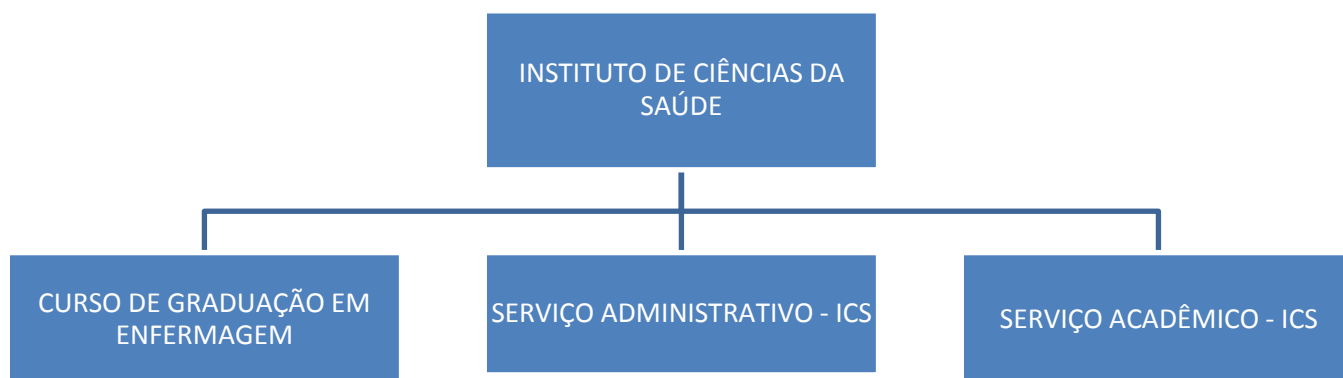 INSTITUTO DE CIÊNCIAS DA
SAÚDE
CURSO DE GRADUAÇÃO EM
ENFERMAGEM
SERVIÇO ADMINISTRATIVO - ICS
SERVIÇO ACADÊMICO - ICS